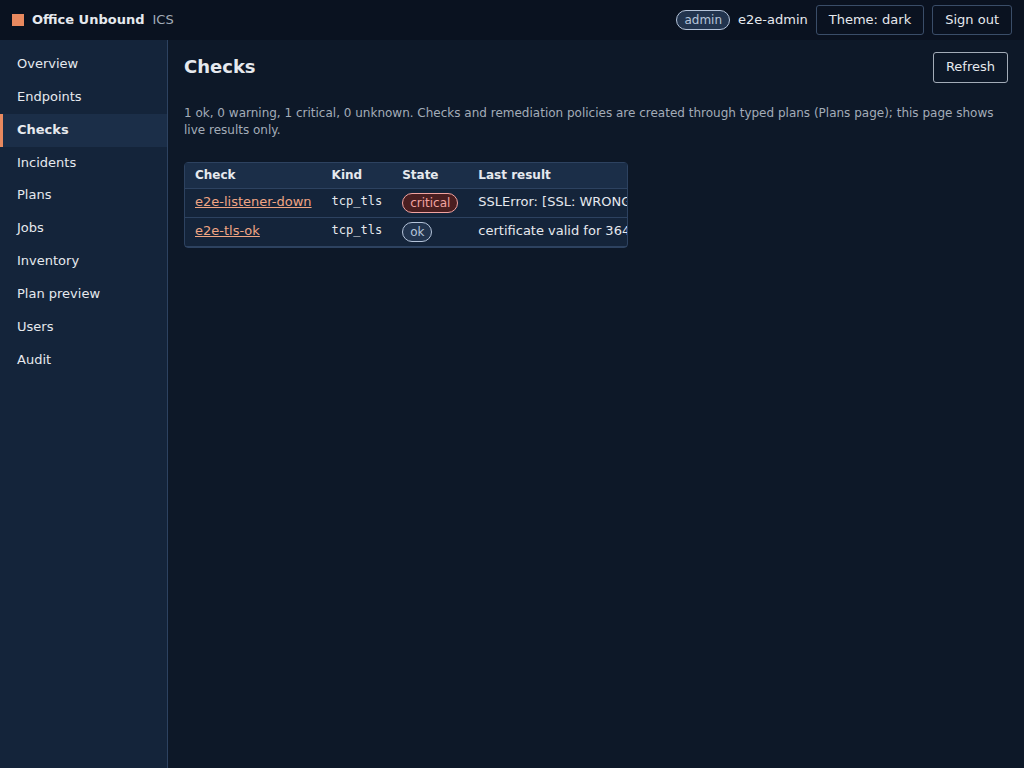 Office Unbound ICS
admin e2e-admin Theme: dark Sign out
Overview
Endpoints
Checks
Incidents
Plans
Jobs
Inventory
Plan preview
Users
Audit
Checks
Refresh
1 ok, 0 warning, 1 critical, 0 unknown. Checks and remediation policies are created through typed plans (Plans page); this page shows
live results only.
Check Kind State Last result
e2e-listener-down tcp_tls critical SSLError: [SSL: WRONG
e2e-tls-ok tcp_tls ok certificate valid for 364